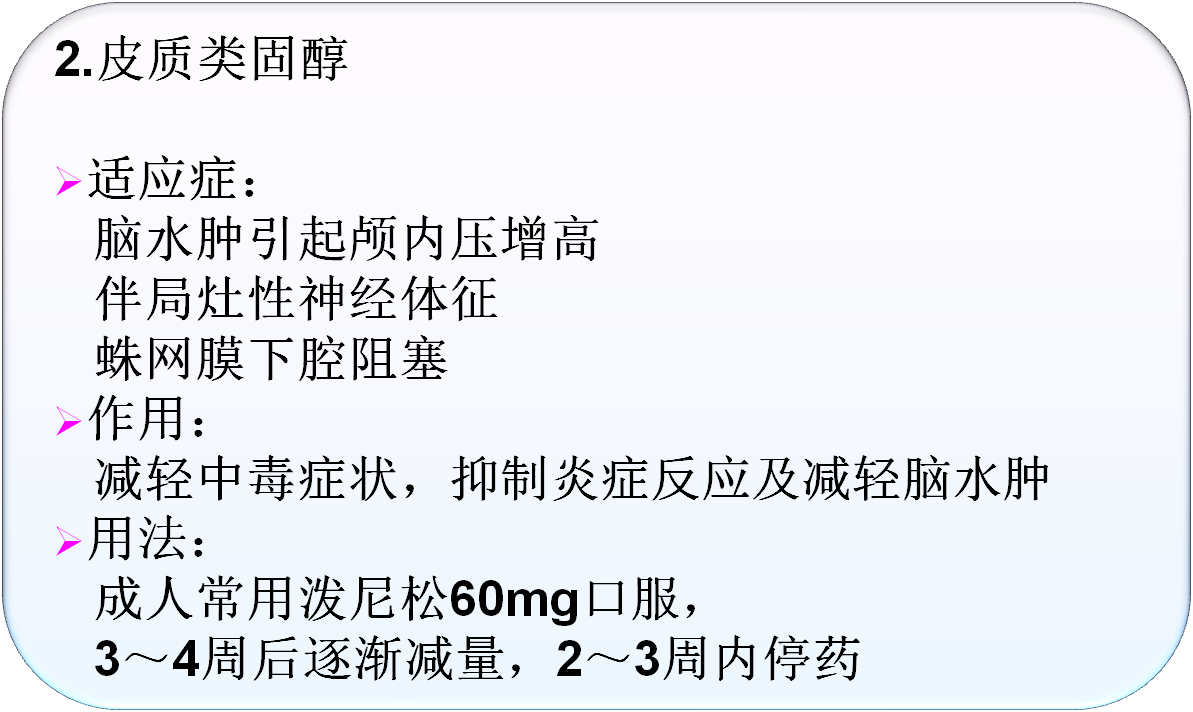 2.皮质类固醇
➢适应症：
脑水肿引起颅内压增高
伴局灶性神经体征
蛛网膜下腔阻塞
➢作用：
减轻中毒症状，抑制炎症反应及减轻脑水肿
➢用法：
成人常用泼尼松60mg口服，
3～4周后逐渐减量，2～3周内停药